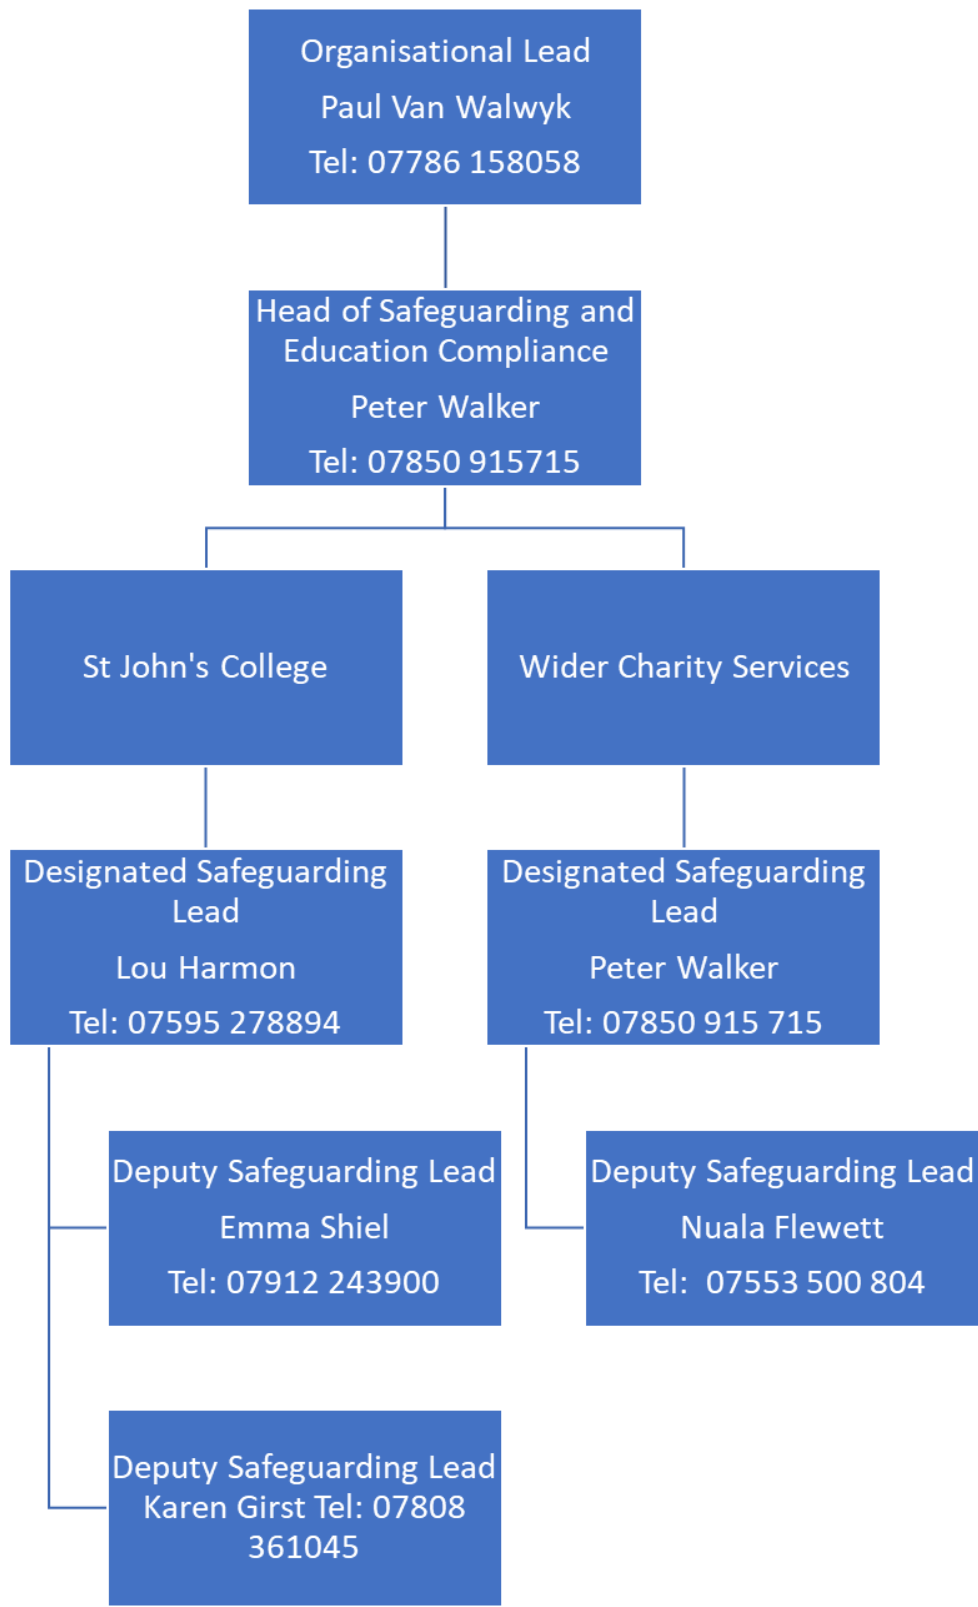 Organisational Lead
Paul Van Walwyk
Tel: 07786 158058
Head of Safeguarding and
Education Compliance
Peter Walker
Tel: 07850 915715
St John's College
Wider Charity Services
Designated Safeguarding
Lead
Lou Harmon
Tel: 07595 278894
Designated Safeguarding
Lead
Peter Walker
Tel: 07850 915 715
Deputy Safeguarding Lead
Emma Shiel
Tel: 07912 243900
Deputy Safeguarding Lead
Nuala Flewett
Tel:  07553 500 804
Deputy Safeguarding Lead
Karen Girst Tel: 07808
361045